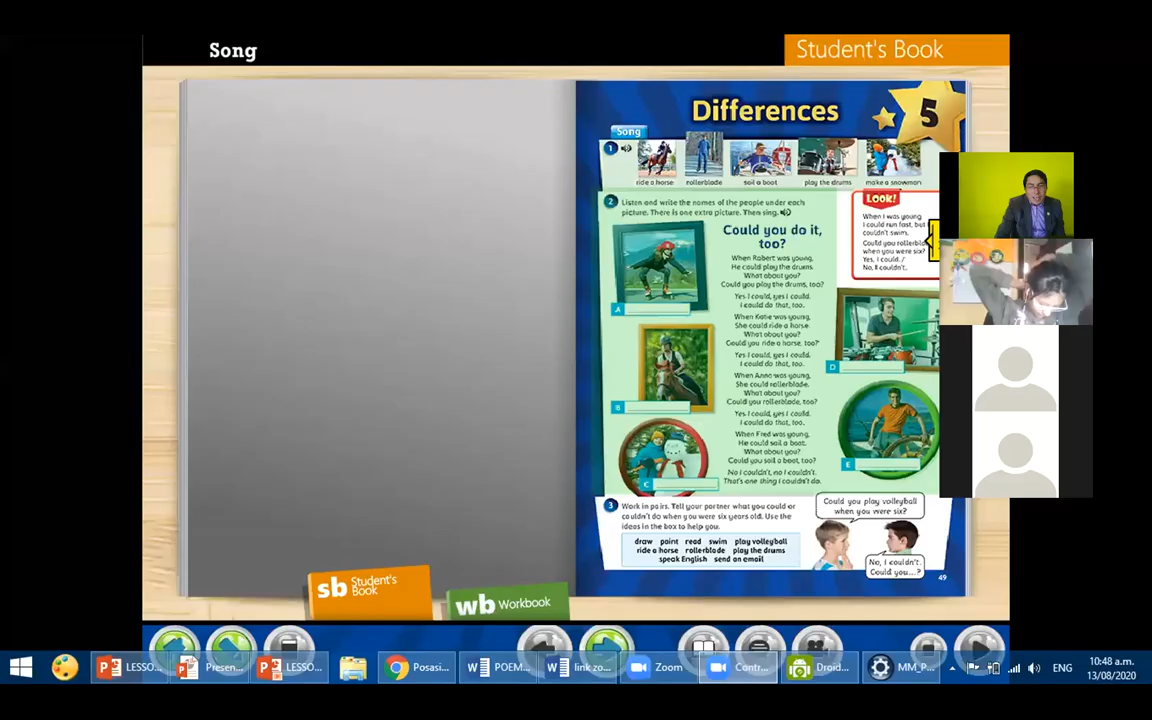 Song
Student's Book
Differences
5
Song
1
ride a horse
rollerblade
sail a boat
play the drums
make a snowman
2 Listen and write the names of the people under each
picture. There is one extra picture. Then sing.
Look!
When I was young
I could run fast, but
couldn't swim.
Could you rollerbla
when you were six?
Yes, I could. /
No, I couldn't.
Could you do it,
too?
When Robert was young,
He could play the drums.
What about you?
Could you play the drums, too?
Yes I could, yes I could.
I could do that, too.
When Katie was young,
She could ride a horse.
What about you?
Could you ride a horse, too?
Yes I could, yes I could.
I could do that, too.
When Anna was young,
She could rollerblade.
What about you?
Could you rollerblade, too?
Yes I could, yes I could.
I could do that, too.
When Fred was young,
He could sail a boat.
What about you?
Could you sail a boat, too?
No I couldn't, no I couldn't.
That's one thing I couldn't do.
A
B
C
D
E
3 Work in pairs. Tell your partner what you could or
couldn't do when you were six years old. Use the
ideas in the box to help you.
draw paint read swim play volleyball
ride a horse rollerblade play the drums
speak English send an email
Could you play volleyball
when you were six?
No, I couldn't.
Could you...?
49
sb Student's
Book
wb Workbook
LESSO...
Presen...
LESSO...
Posasi...
POEM...
link zo...
Zoom
Contr...
Droid...
MM_P...
ENG
10:48 a.m.
13/08/2020